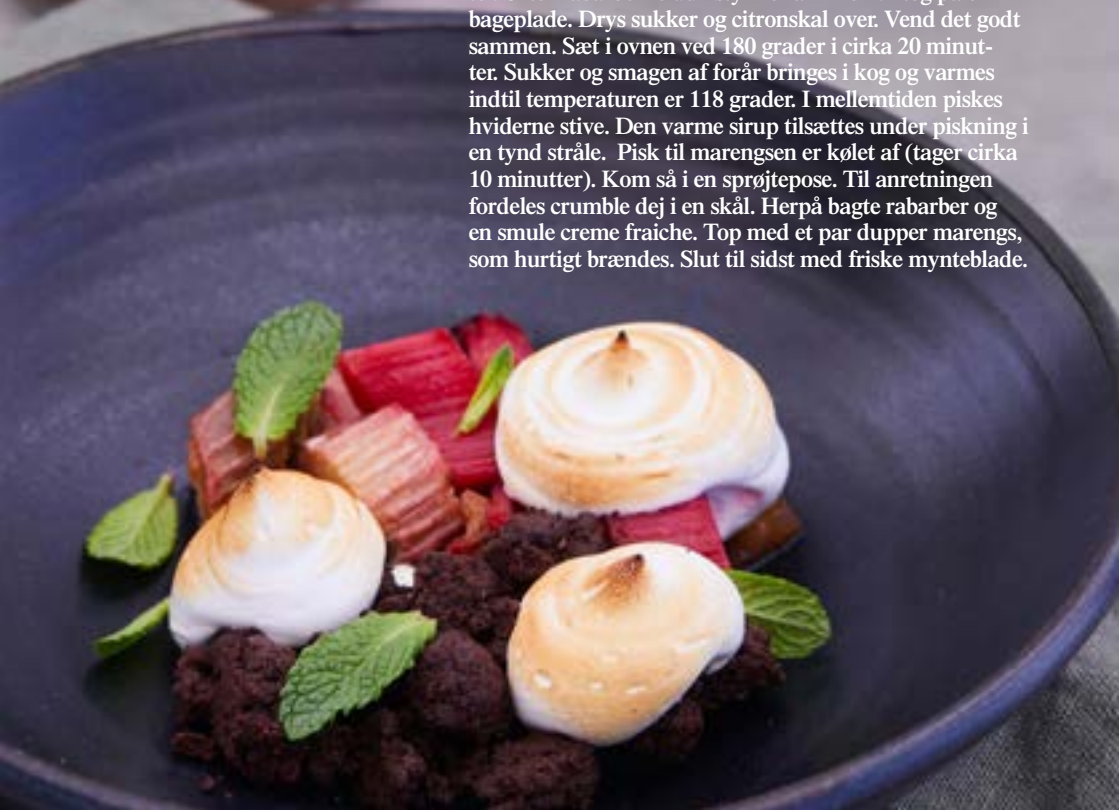 bageplade. Drys sukker og citronskal over. Vend det godt
sammen. Sæt i ovnen ved 180 grader i cirka 20 minut-
ter. Sukker og smagen af forår bringes i kog og varmes
indtil temperaturen er 118 grader. I mellemtiden piskes
hviderne stive. Den varme sirup tilsættes under piskning i
en tynd stråle.  Pisk til marengsen er kølet af (tager cirka
10 minutter). Kom så i en sprøjtepose. Til anretningen
fordeles crumble dej i en skål. Herpå bagte rabarber og
en smule creme fraiche. Top med et par dupper marengs,
som hurtigt brændes. Slut til sidst med friske mynteblade.